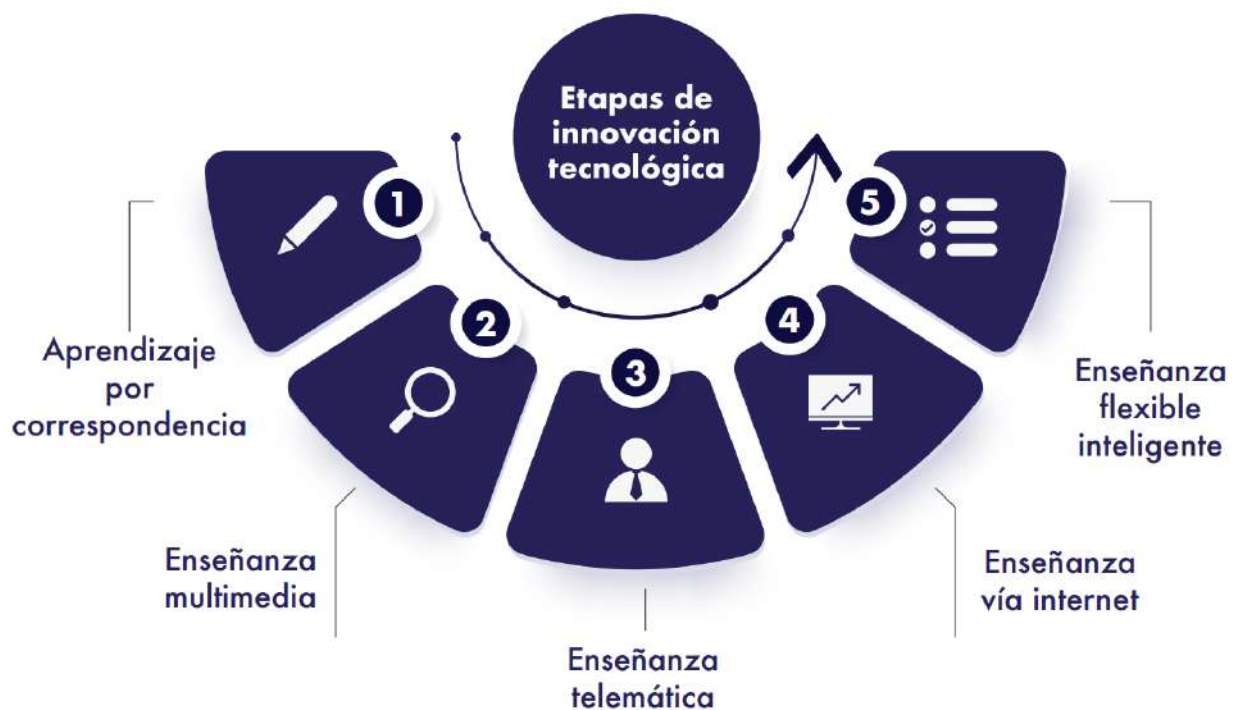 Etapas de
innovación
tecnológica
1
Aprendizaje
por
correspondencia
2
Enseñanza
multimedia
3
Enseñanza
telemática
4
Enseñanza
vía internet
5
Enseñanza
flexible
inteligente